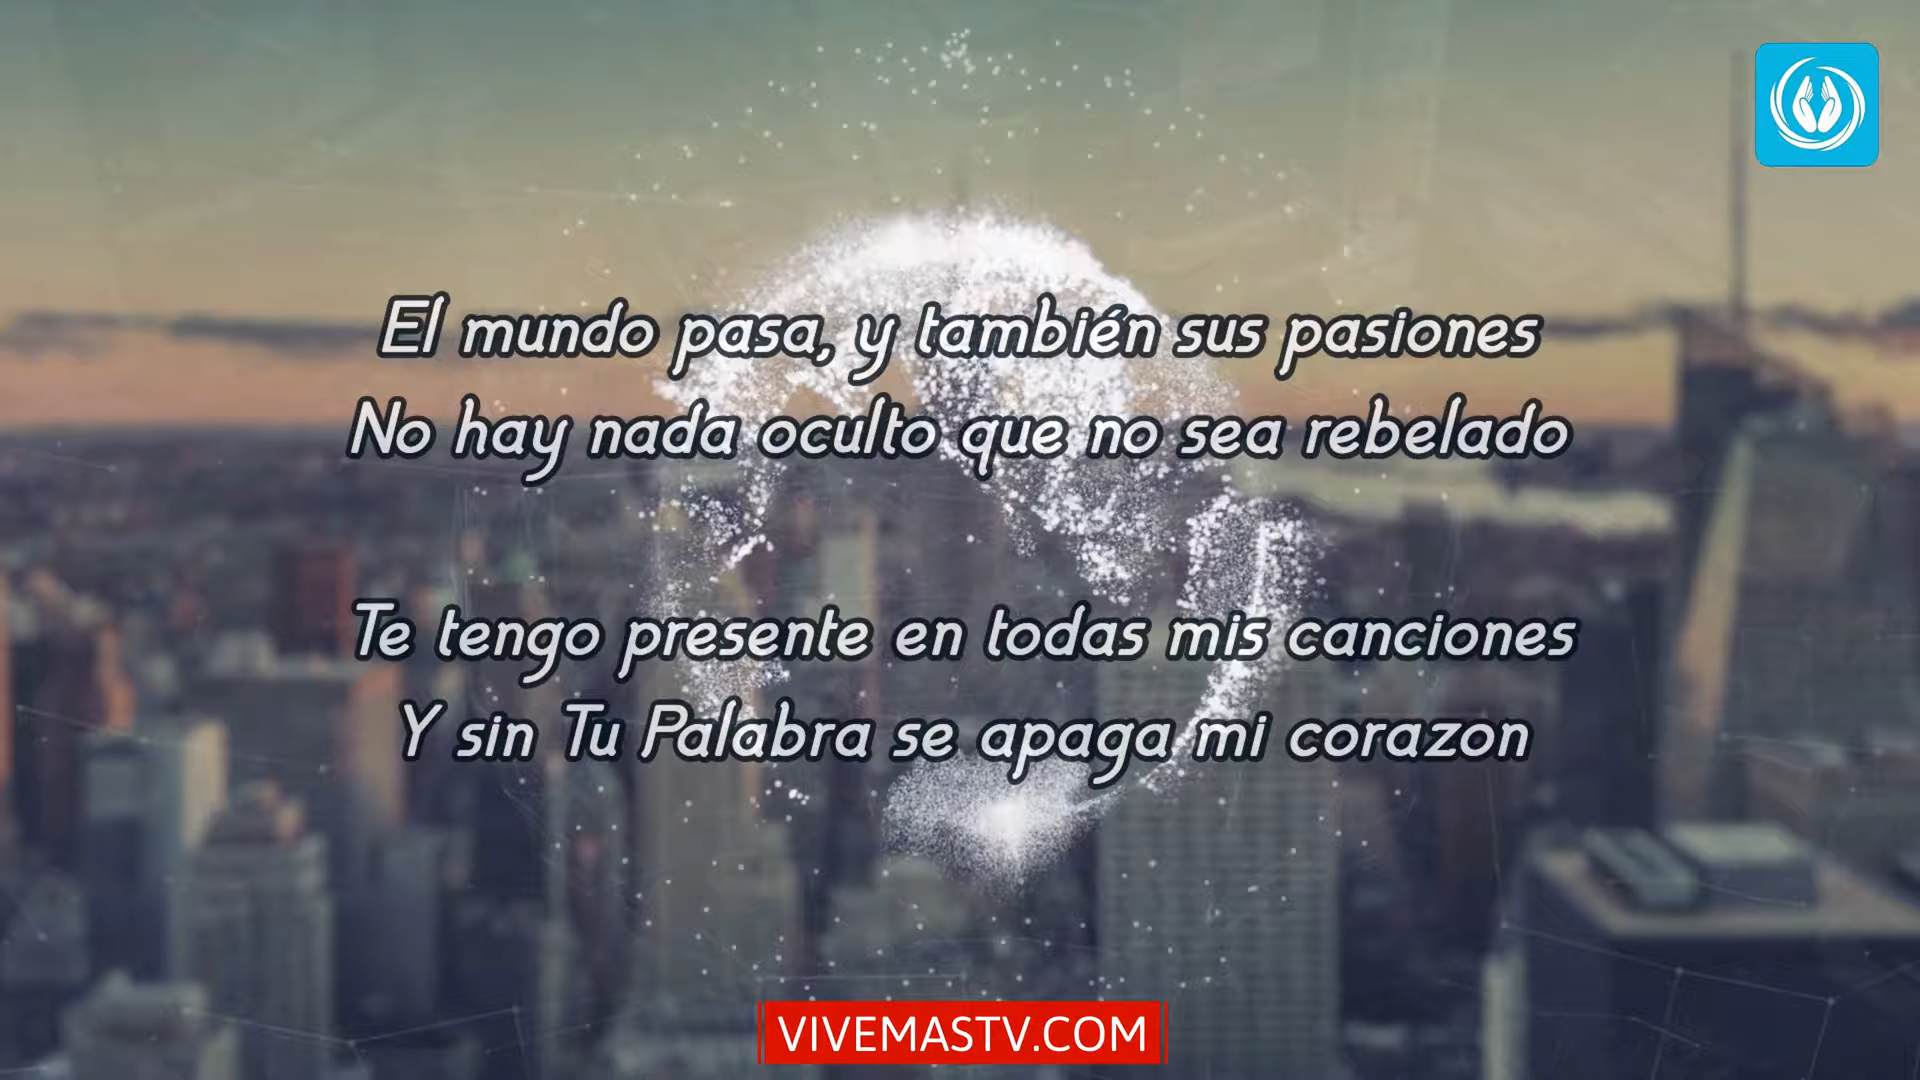 El mundo pasa, y también sus pasiones
No hay nada oculto que no sea rebelado
Te tengo presente en todas mis canciones
Y sin Tu Palabra se apaga mi corazon
VIVEMASTV.COM